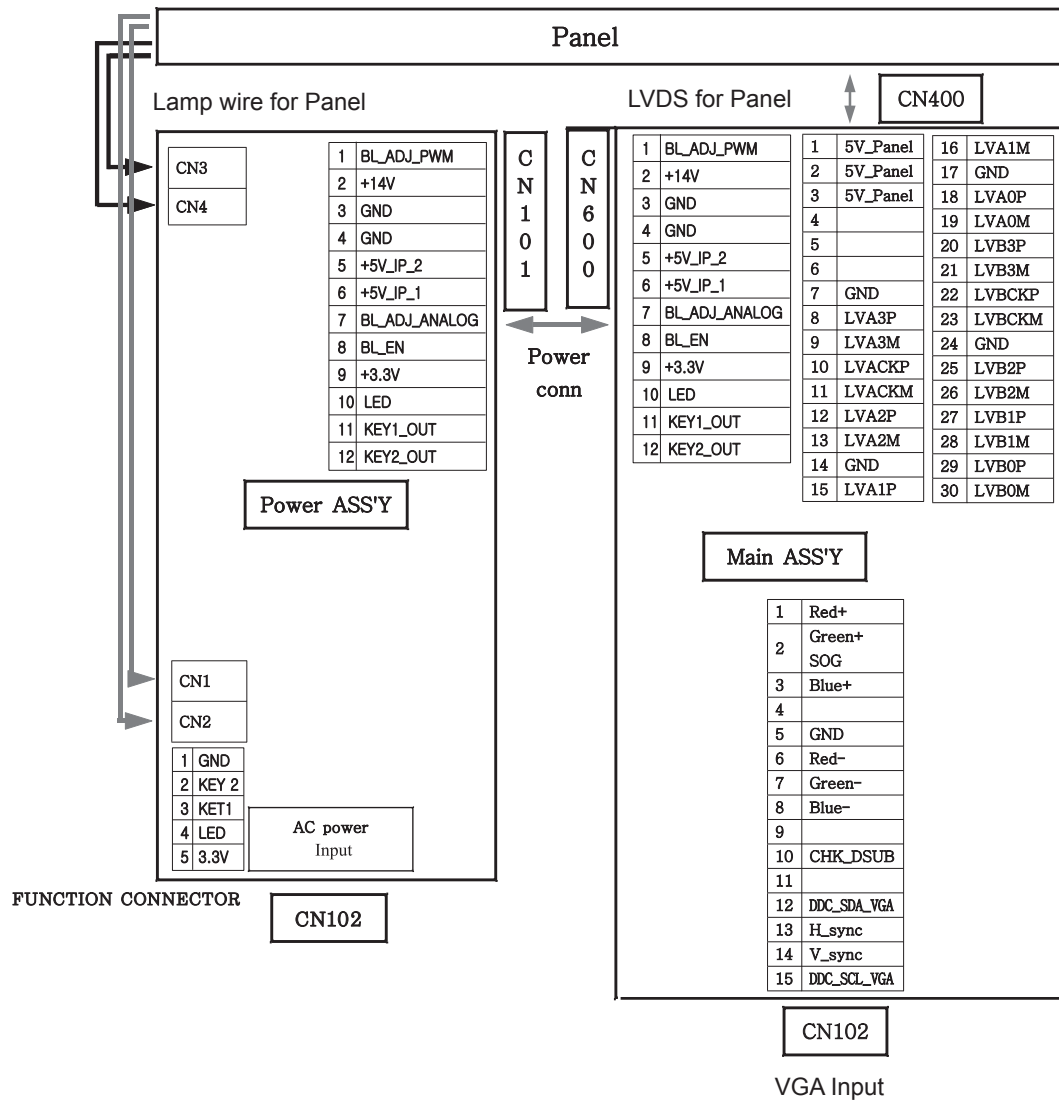 Panel
Lamp wire for Panel
LVDS for Panel
CN400
CN3
CN4
1 BL_ADJ_PWM
2 +14V
3 GND
4 GND
5 +5V_IP_2
6 +5V_IP_1
7 BL_ADJ_ANALOG
8 BL_EN
9 +3.3V
10 LED
11 KEY1_OUT
12 KEY2_OUT
CN101
CN600
Power
conn
1 BL_ADJ_PWM
2 +14V
3 GND
4 GND
5 +5V_IP_2
6 +5V_IP_1
7 BL_ADJ_ANALOG
8 BL_EN
9 +3.3V
10 LED
11 KEY1_OUT
12 KEY2_OUT
1 5V_Panel
2 5V_Panel
3 5V_Panel
4
5
6
7 GND
8 LVA3P
9 LVA3M
10 LVACKP
11 LVACKM
12 LVA2P
13 LVA2M
14 GND
15 LVA1P
16 LVA1M
17 GND
18 LVA0P
19 LVA0M
20 LVB3P
21 LVB3M
22 LVBCKP
23 LVBCKM
24 GND
25 LVB2P
26 LVB2M
27 LVB1P
28 LVB1M
29 LVB0P
30 LVB0M
Power ASS'Y
Main ASS'Y
CN1
CN2
1 GND
2 KEY 2
3 KET1
4 LED
5 3.3V
AC power
Input
FUNCTION CONNECTOR
CN102
1 Red+
2 Green+
SOG
3 Blue+
4
5 GND
6 Red-
7 Green-
8 Blue-
9
10 CHK_DSUB
11
12 DDC_SDA_VGA
13 H_sync
14 V_sync
15 DDC_SCL_VGA
CN102
VGA Input